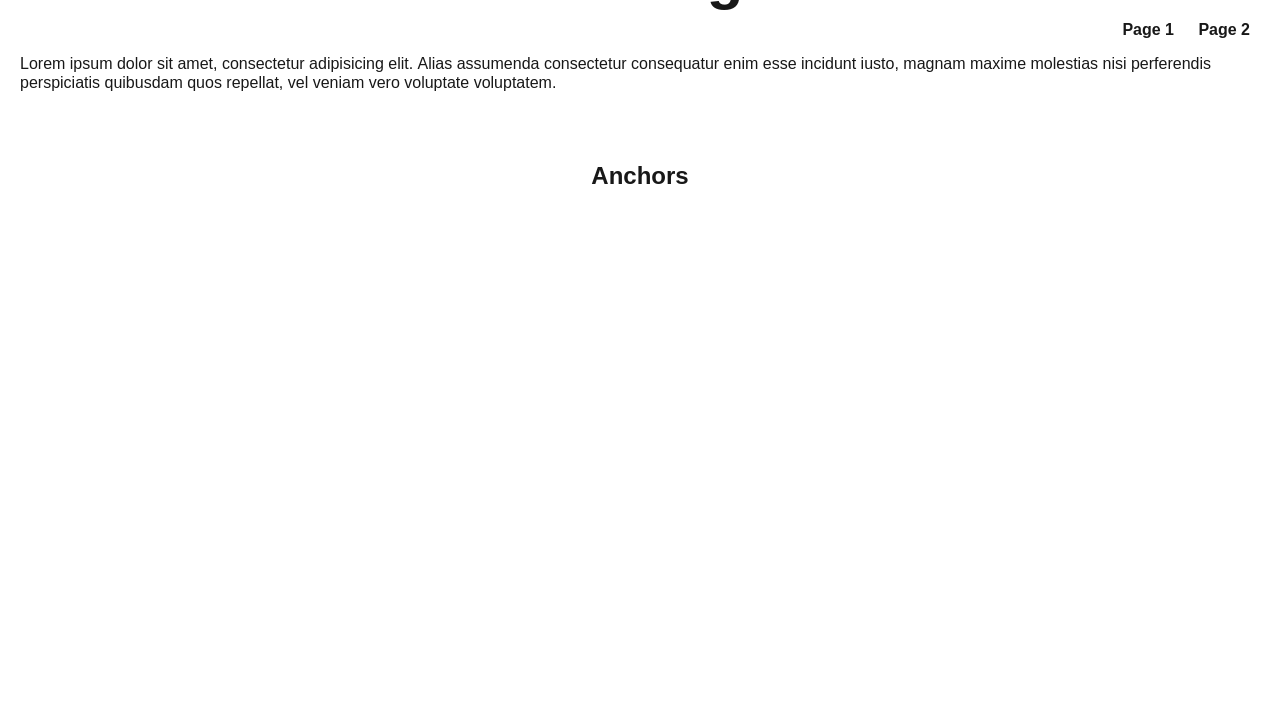 Page 1 Page 2
Lorem ipsum dolor sit amet, consectetur adipisicing elit. Alias assumenda consectetur consequatur enim esse incidunt iusto, magnam maxime molestias nisi perferendis
perspiciatis quibusdam quos repellat, vel veniam vero voluptate voluptatem.
Anchors